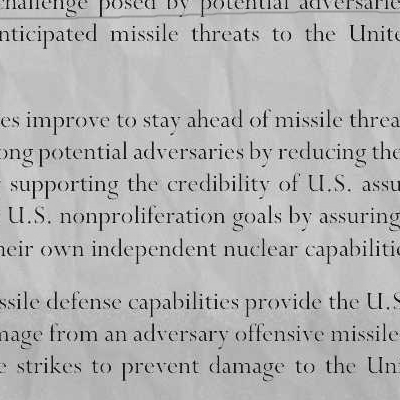 challenge posed by potential adversarie
nticipated missile threats to the Unite
es improve to stay ahead of missile threa
ong potential adversaries by reducing the
supporting the credibility of U.S. assu
U.S. nonproliferation goals by assuring
heir own independent nuclear capabilitie
ssile defense capabilities provide the U.S
mage from an adversary offensive missile
e strikes to prevent damage to the Uni